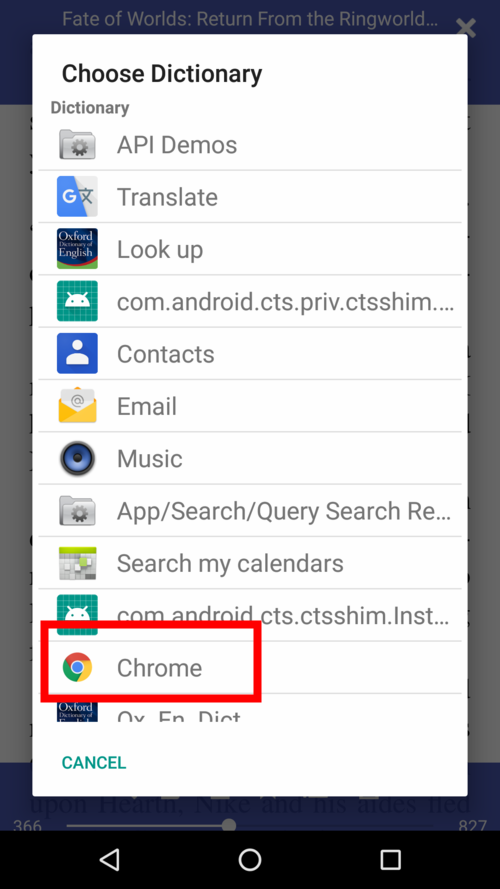 Fate of Worlds: Return From the Ringworld...
Choose Dictionary
Dictionary
API Demos
Translate
Oxford
Dictionary of
English
Look up
com.android.cts.priv.ctsshim....
Contacts
Email
Music
App/Search/Query Search Re...
Search my calendars
com.android.cts.ctsshim.Inst...
Chrome
Oxford
Dictionary of
Ox. En. Dict
CANCEL
upon Hearth. Nike and his aides fled
366
827